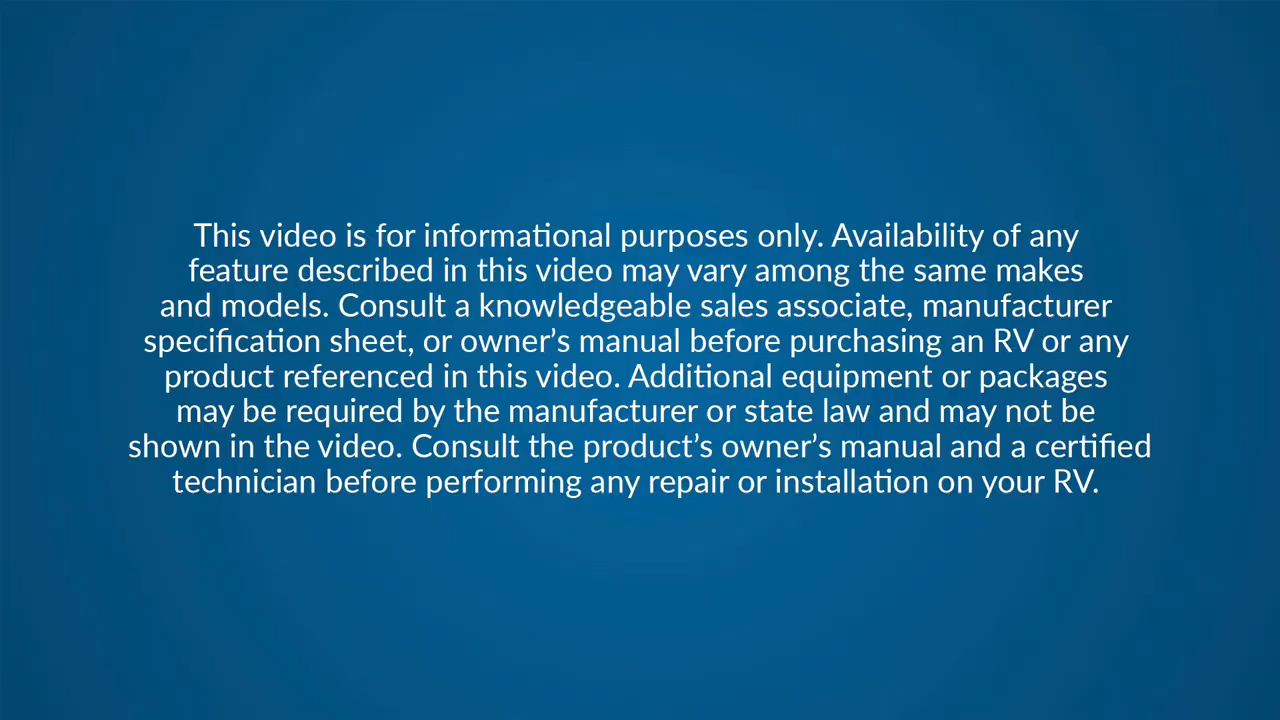 This video is for informational purposes only. Availability of any
feature described in this video may vary among the same makes
and models. Consult a knowledgeable sales associate, manufacturer
specification sheet, or owner’s manual before purchasing an RV or any
product referenced in this video. Additional equipment or packages
may be required by the manufacturer or state law and may not be
shown in the video. Consult the product’s owner’s manual and a certified
technician before performing any repair or installation on your RV.